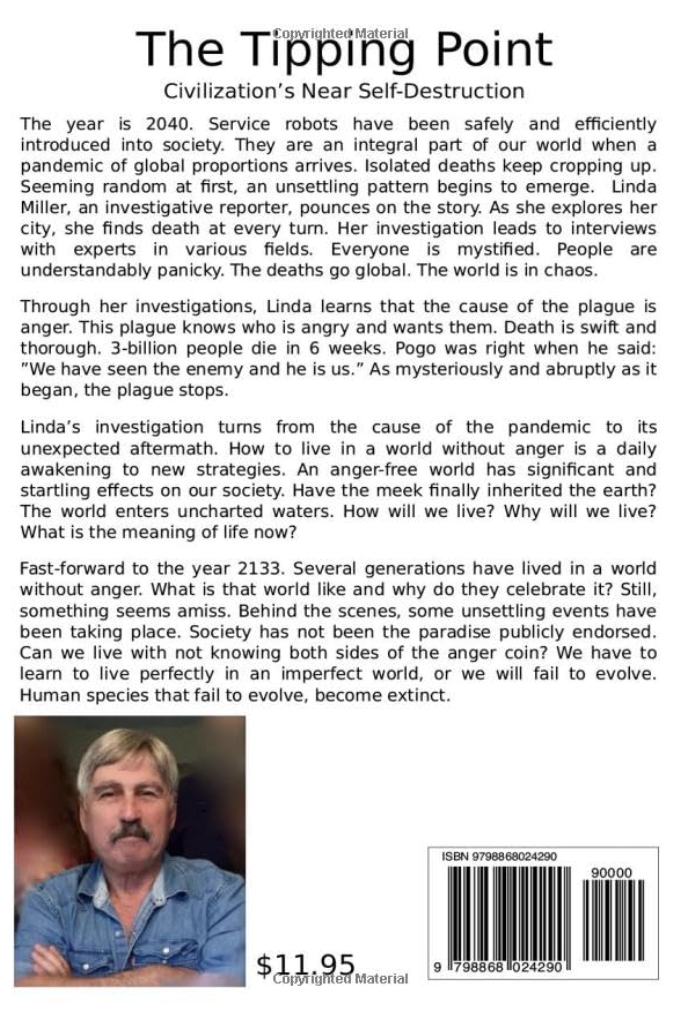 Copyrighted Material
The Tipping Point
Civilization’s Near Self-Destruction
The year is 2040. Service robots have been safely and efficiently
introduced into society. They are an integral part of our world when a
pandemic of global proportions arrives. Isolated deaths keep cropping up.
Seeming random at first, an unsettling pattern begins to emerge. Linda
Miller, an investigative reporter, pounces on the story. As she explores her
city, she finds death at every turn. Her investigation leads to interviews
with experts in various fields. Everyone is mystified. People are
understandably panicky. The deaths go global. The world is in chaos.
Through her investigations, Linda learns that the cause of the plague is
anger. This plague knows who is angry and wants them. Death is swift and
thorough. 3-billion people die in 6 weeks. Pogo was right when he said:
“We have seen the enemy and he is us.” As mysteriously and abruptly as it
began, the plague stops.
Linda’s investigation turns from the cause of the pandemic to its
unexpected aftermath. How to live in a world without anger is a daily
awakening to new strategies. An anger-free world has significant and
startling effects on our society. Have the meek finally inherited the earth?
The world enters uncharted waters. How will we live? Why will we live?
What is the meaning of life now?
Fast-forward to the year 2133. Several generations have lived in a world
without anger. What is that world like and why do they celebrate it? Still,
something seems amiss. Behind the scenes, some unsettling events have
been taking place. Society has not been the paradise publicly endorsed.
Can we live with not knowing both sides of the anger coin? We have to
learn to live perfectly in an imperfect world, or we will fail to evolve.
Human species that fail to evolve, become extinct.
ISBN 9798868024290
90000
9 798868 024290
$11.95
Copyrighted Material